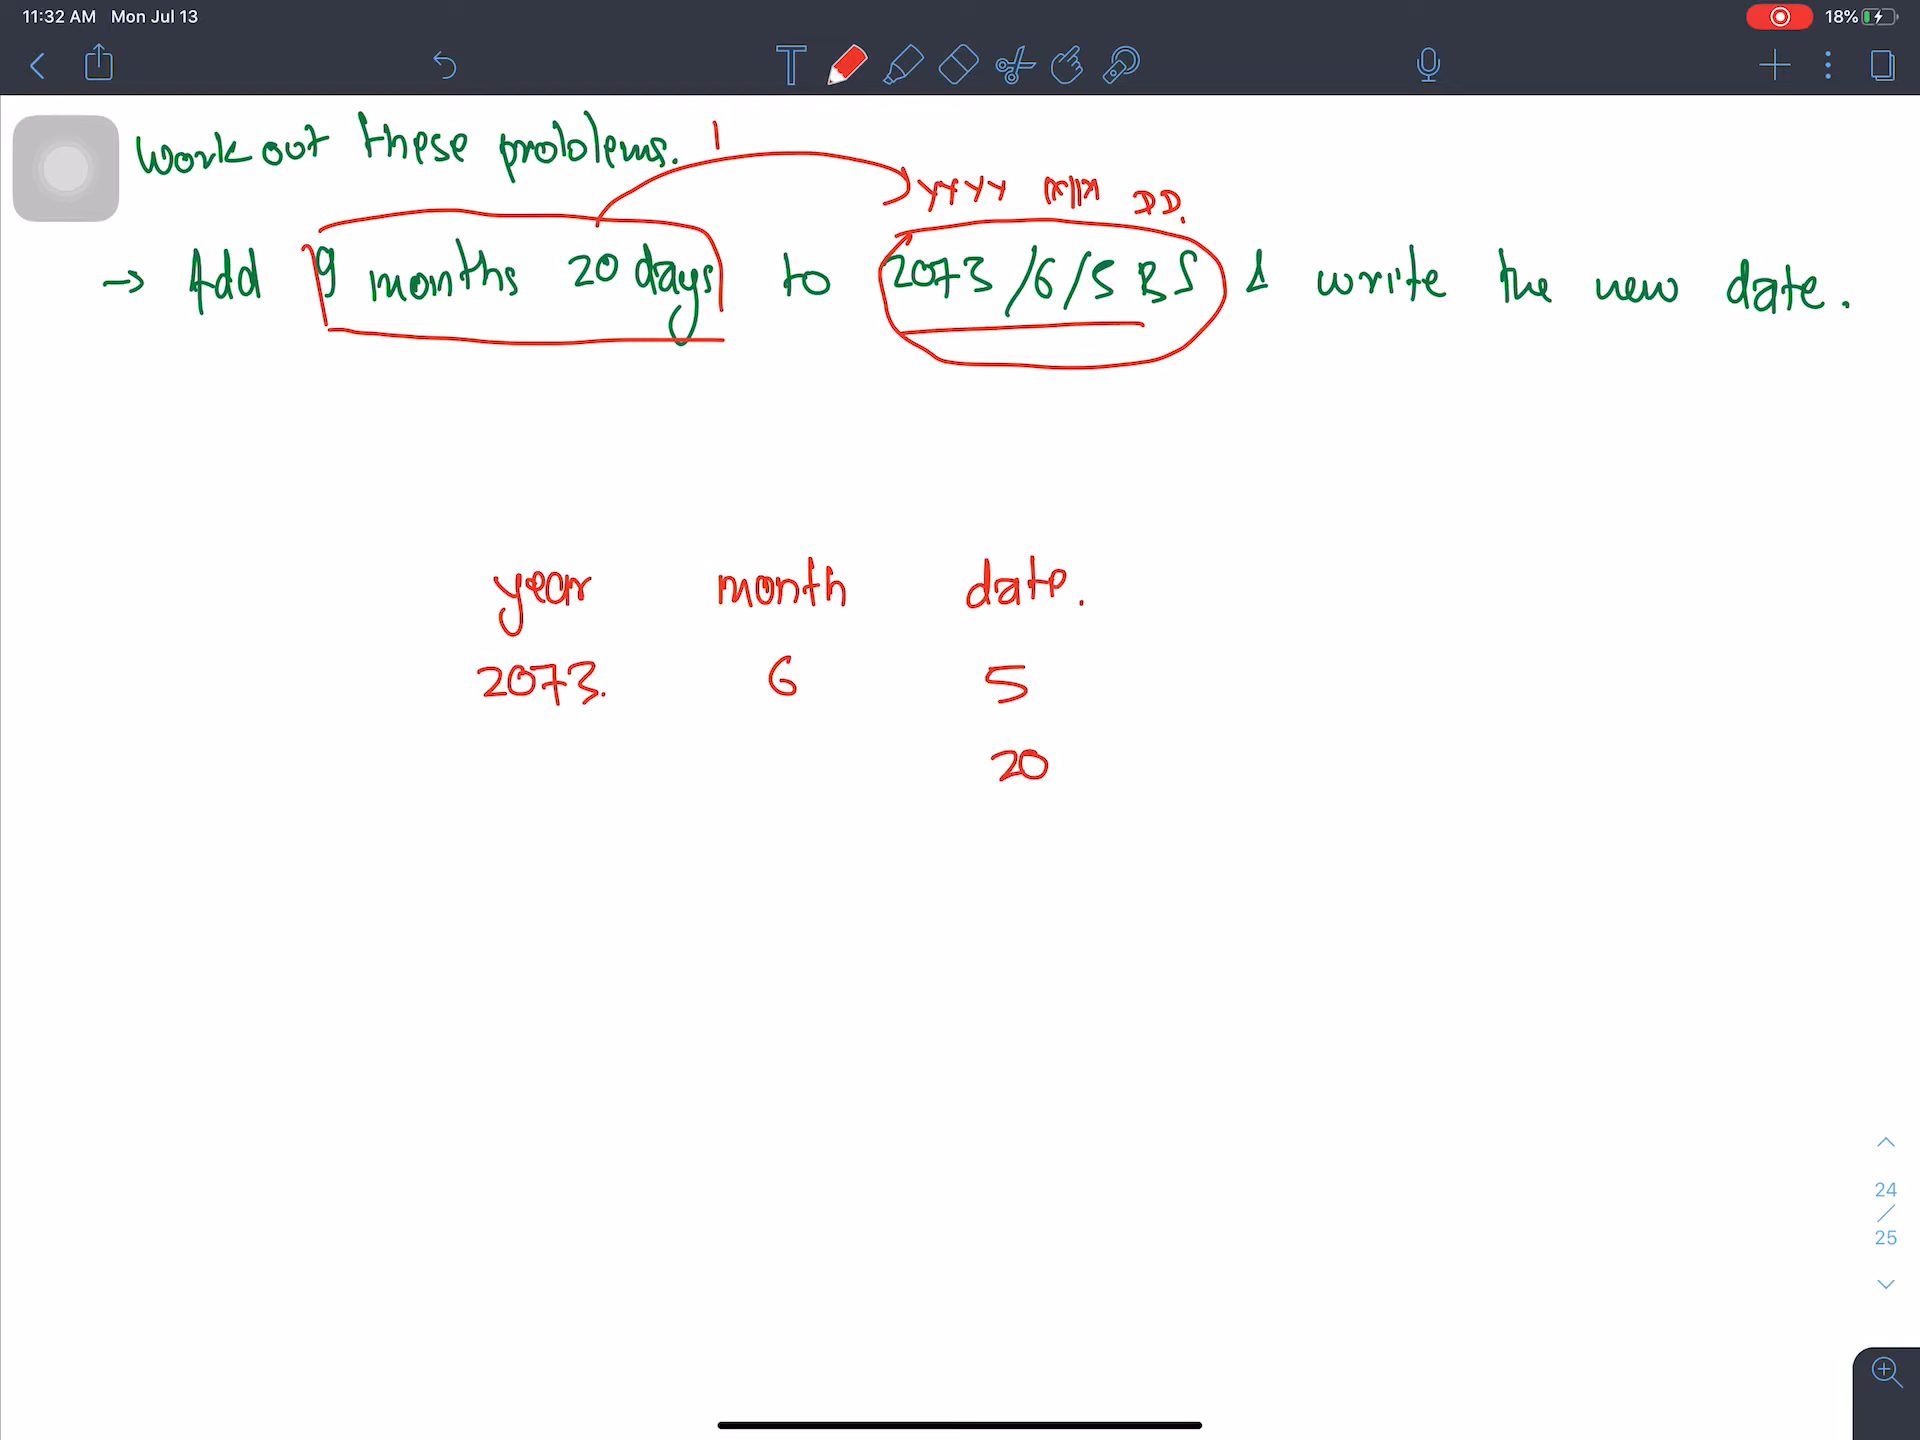 11:32 AM Mon Jul 13
18%
T
Work out these problems.
YYYY MM DD.
→ Add 9 months 20 days to 2073/6/5 BS & write the new date.
year month date.
2073. 6 5
20
24
/
25